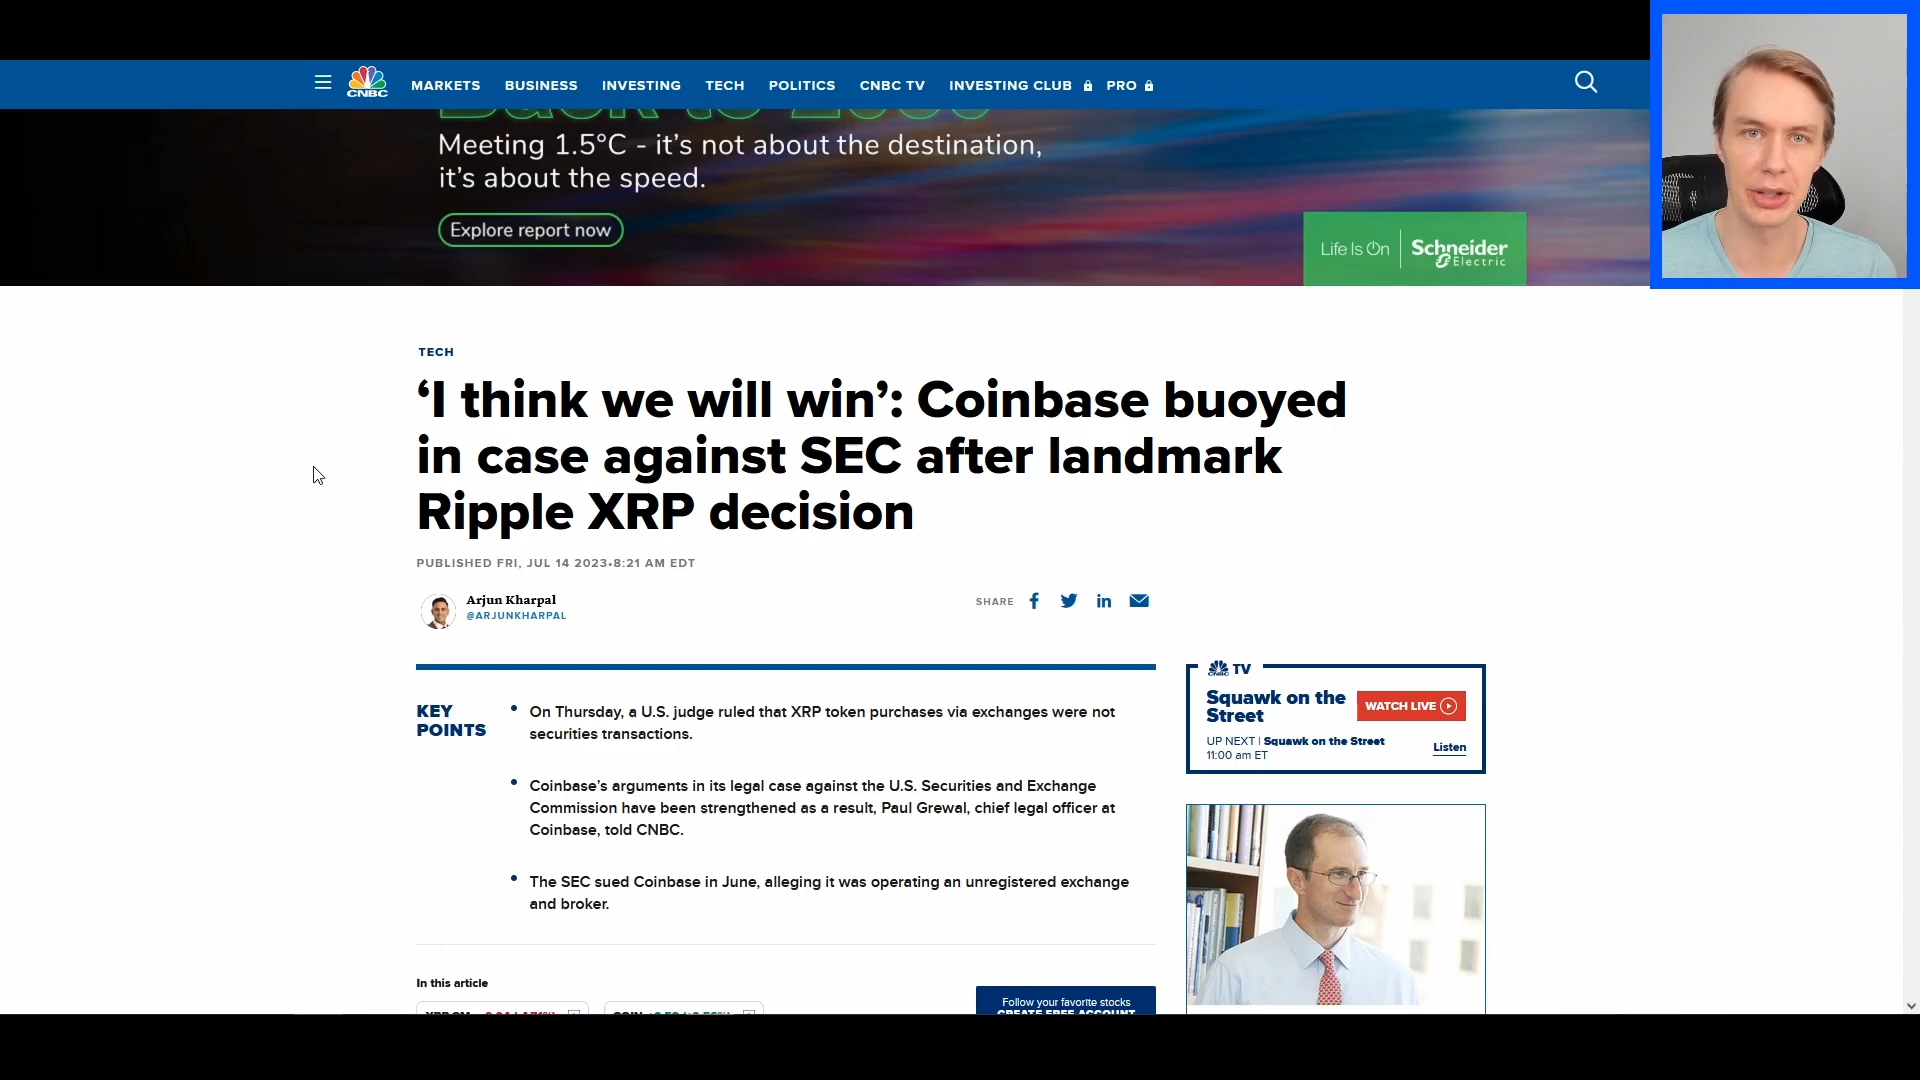 CNBC
MARKETS BUSINESS INVESTING TECH POLITICS CNBC TV INVESTING CLUB PRO
Meeting 1.5°C - it's not about the destination,
it's about the speed.
Explore report now
Life Is On Schneider
Electric
TECH
‘I think we will win’: Coinbase buoyed
in case against SEC after landmark
Ripple XRP decision
PUBLISHED FRI, JUL 14 2023•8:21 AM EDT
Arjun Kharpal
@ARJUNKHARPAL
SHARE
KEY
POINTS
On Thursday, a U.S. judge ruled that XRP token purchases via exchanges were not
securities transactions.
Coinbase’s arguments in its legal case against the U.S. Securities and Exchange
Commission have been strengthened as a result, Paul Grewal, chief legal officer at
Coinbase, told CNBC.
The SEC sued Coinbase in June, alleging it was operating an unregistered exchange
and broker.
In this article
CNBC TV
Squawk on the
Street
WATCH LIVE
UP NEXT | Squawk on the Street
11:00 am ET
Listen
Follow your favorite stocks
CREATE FREE ACCOUNT